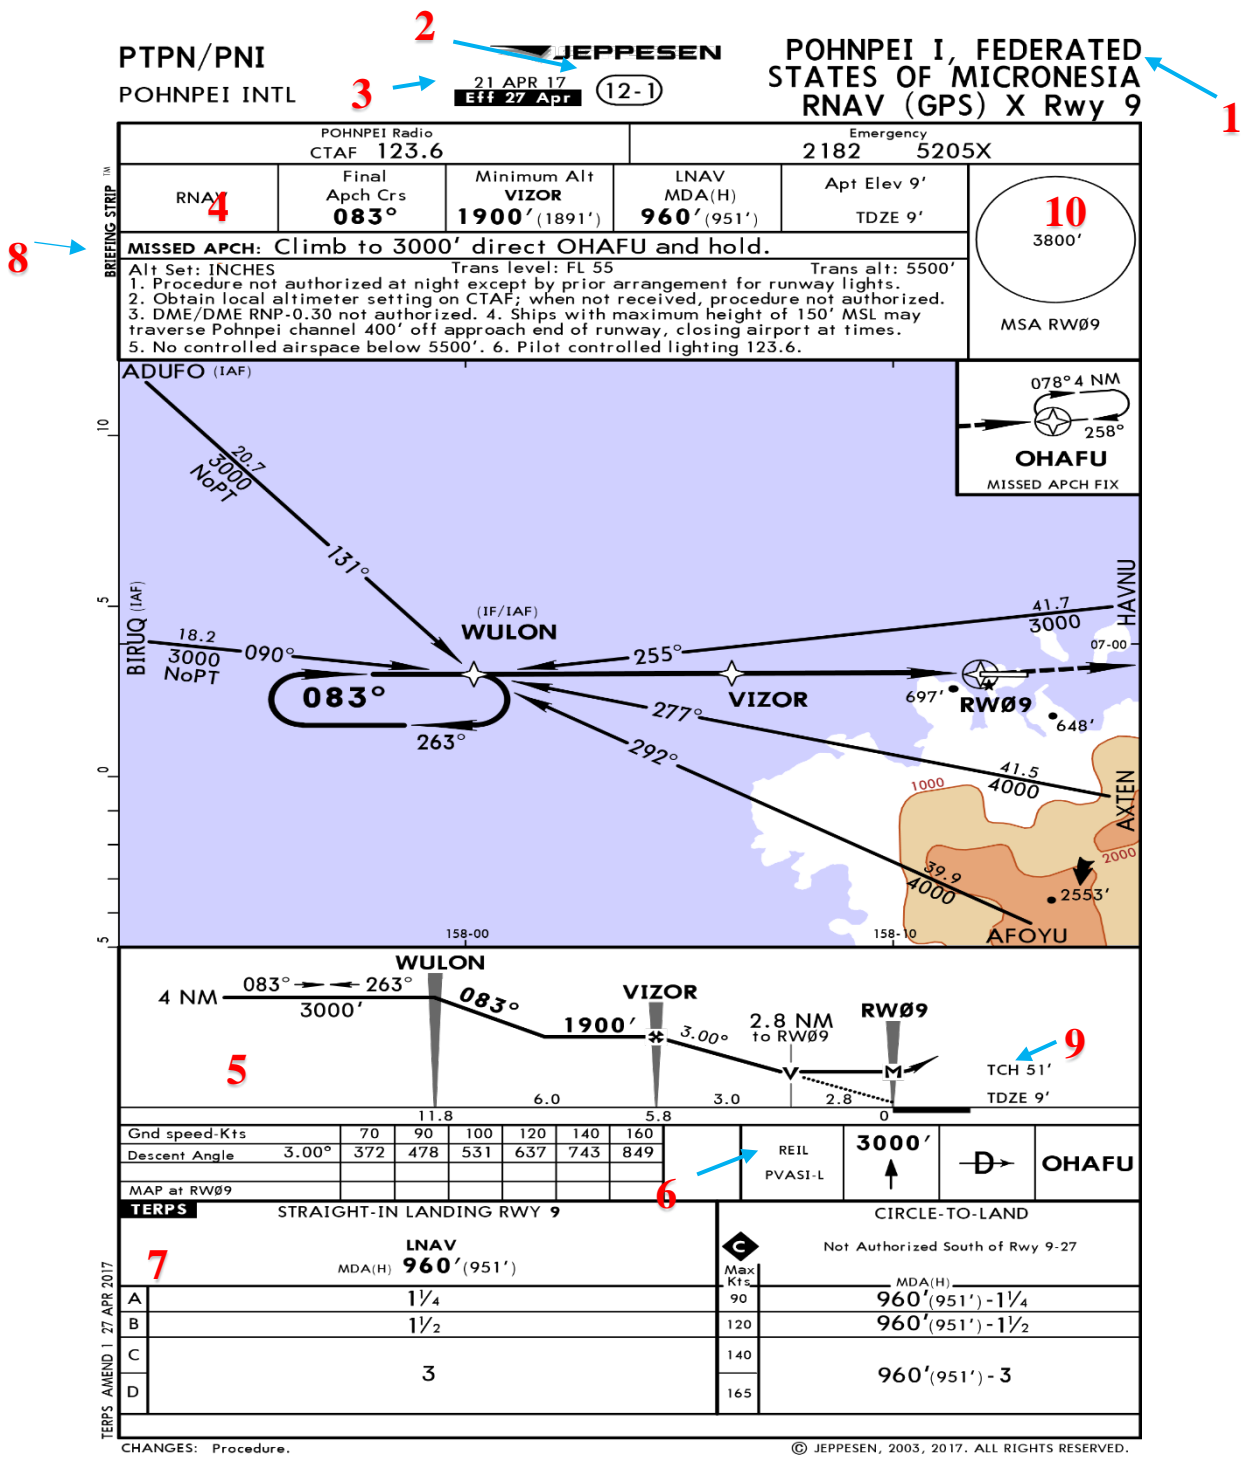 2
PTPN/PNI
JEPPESEN
POHNPEI I, FEDERATED
STATES OF MICRONESIA
RNAV (GPS) X Rwy 9
POHNPEI INTL
3
21 APR 17
Eff 27 Apr
12-1
1
POHNPEI Radio
CTAF 123.6
Emergency
2182 5205X
BRIEFING STRIP TM
RNAV
4
Final
Apch Crs
083°
Minimum Alt
VIZOR
1900'(1891')
LNAV
MDA(H)
960'(951')
Apt Elev 9'
TDZE 9'
10
3800'
MSA RWØ9
8
MISSED APCH: Climb to 3000' direct OHAFU and hold.
Alt Set: INCHES Trans level: FL 55 Trans alt: 5500'
1. Procedure not authorized at night except by prior arrangement for runway lights.
2. Obtain local altimeter setting on CTAF; when not received, procedure not authorized.
3. DME/DME RNP-0.30 not authorized. 4. Ships with maximum height of 150' MSL may
traverse Pohnpei channel 400' off approach end of runway, closing airport at times.
5. No controlled airspace below 5500'. 6. Pilot controlled lighting 123.6.
ADUFO (IAF)
078° 4 NM
258°
OHAFU
MISSED APCH FIX
10
20.7
3000
NoPT
131°
5
BIRUQ (IAF)
18.2
3000
NoPT
090°
(IF/IAF)
WULON
41.7
3000
HAVNU
255°
07-00
083°
263°
VIZOR
697'
RWØ9
648'
277°
292°
0
41.5
4000
AXTEN
1000
2000
39.9
4000
2553'
AFOYU
5
158-00
158-10
WULON
083° 263°
4 NM
3000'
083°
VIZOR
1900'
3.00°
2.8 NM
to RWØ9
RWØ9
V
M
5
9
TCH 51'
TDZE 9'
6.0
3.0
2.8
11.8
5.8
0
Gnd speed-Kts 70 90 100 120 140 160
Descent Angle 3.00° 372 478 531 637 743 849
MAP at RWØ9
6
REIL
PVASI-L
3000'
D
OHAFU
TERPS
STRAIGHT-IN LANDING RWY 9
CIRCLE-TO-LAND
7
LNAV
MDA(H) 960'(951')
C
Not Authorized South of Rwy 9-27
Max
Kts
MDA(H)
A 1¼ 90 960'(951')-1¼
B 1½ 120 960'(951')-1½
C 140
3 960'(951')-3
D 165
TERPS AMEND 1 27 APR 2017
CHANGES: Procedure.
© JEPPESEN, 2003, 2017. ALL RIGHTS RESERVED.